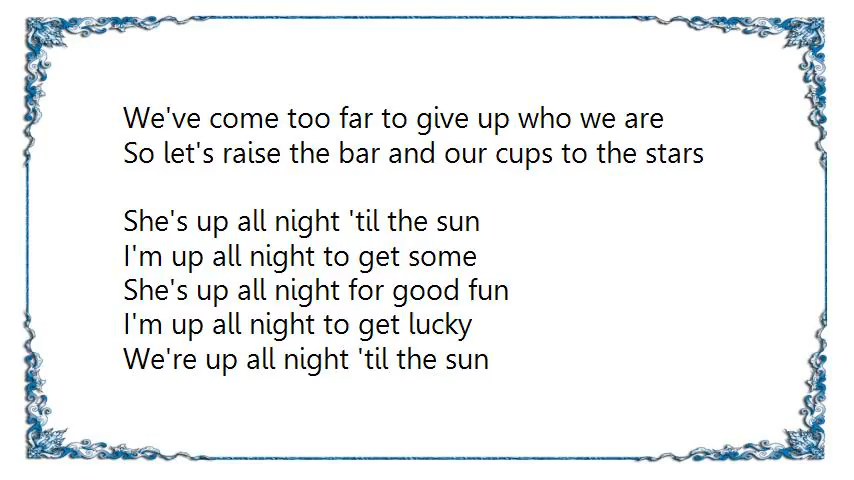 We've come too far to give up who we are
So let's raise the bar and our cups to the stars
She's up all night 'til the sun
I'm up all night to get some
She's up all night for good fun
I'm up all night to get lucky
We're up all night 'til the sun